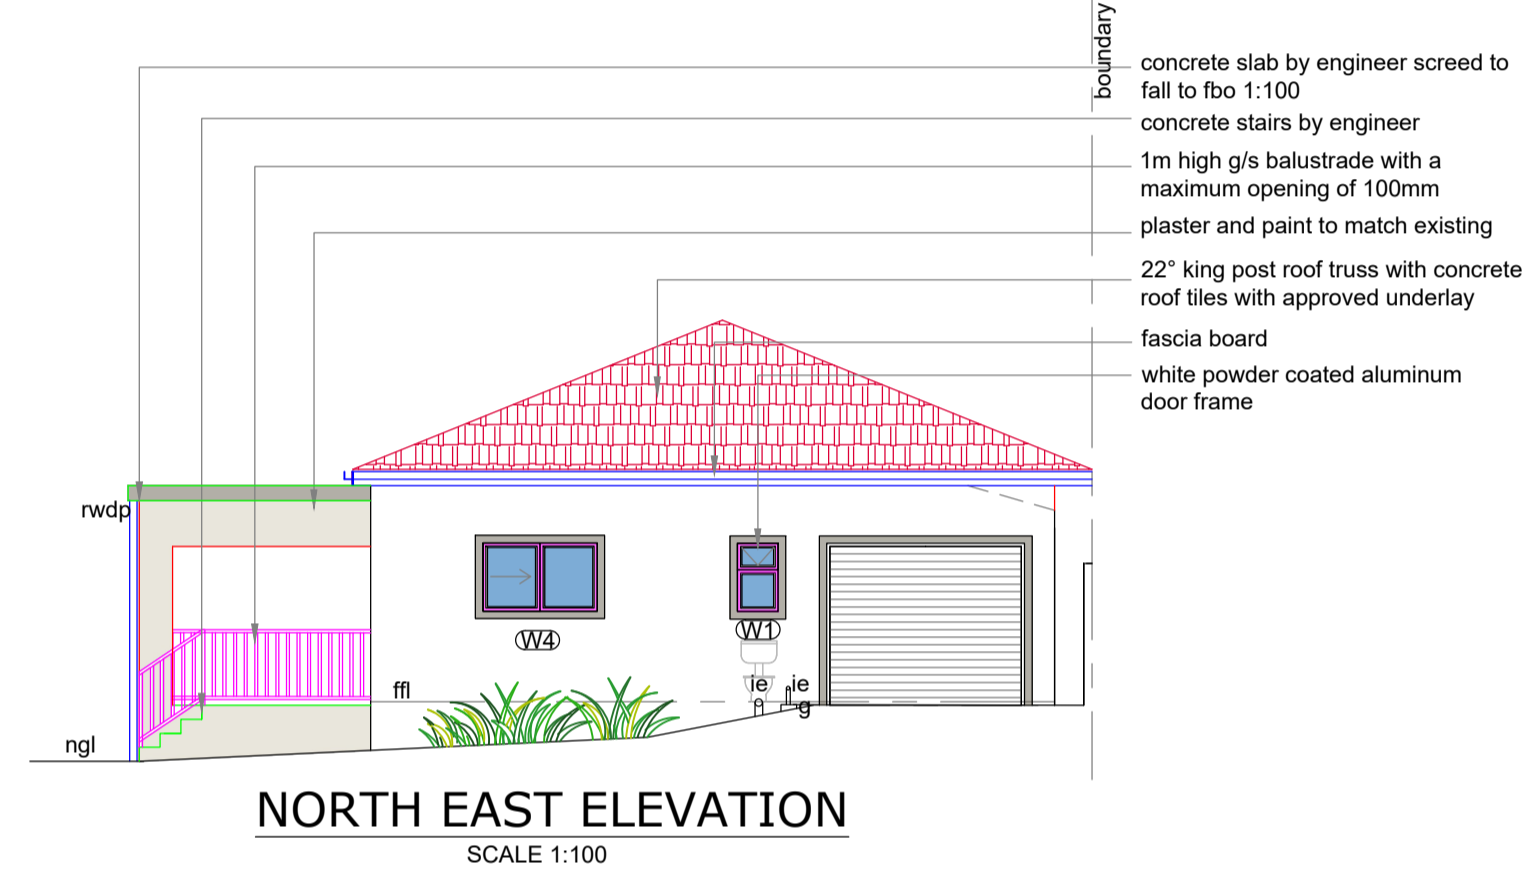 boundary
concrete slab by engineer screed to
fall to fbo 1:100
concrete stairs by engineer
1m high g/s balustrade with a
maximum opening of 100mm
plaster and paint to match existing
22° king post roof truss with concrete
roof tiles with approved underlay
fascia board
white powder coated aluminum
door frame
rwdp
W4
W1
ffl
ie
ie
g
ngl
NORTH EAST ELEVATION
SCALE 1:100